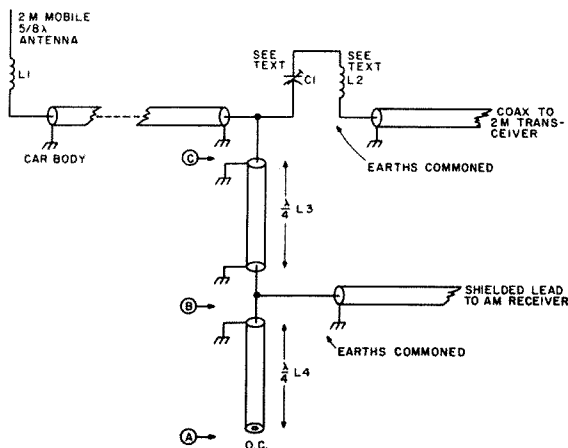 2 M MOBILE
5/8 λ
ANTENNA
L1
CAR BODY
SEE
TEXT
C1
SEE
TEXT
L2
COAX TO
2M TRANS-
CEIVER
EARTHS COMMONED
C
λ/4 L3
B
SHIELDED LEAD
TO AM RECEIVER
EARTHS COMMONED
λ/4 L4
A
O.C.